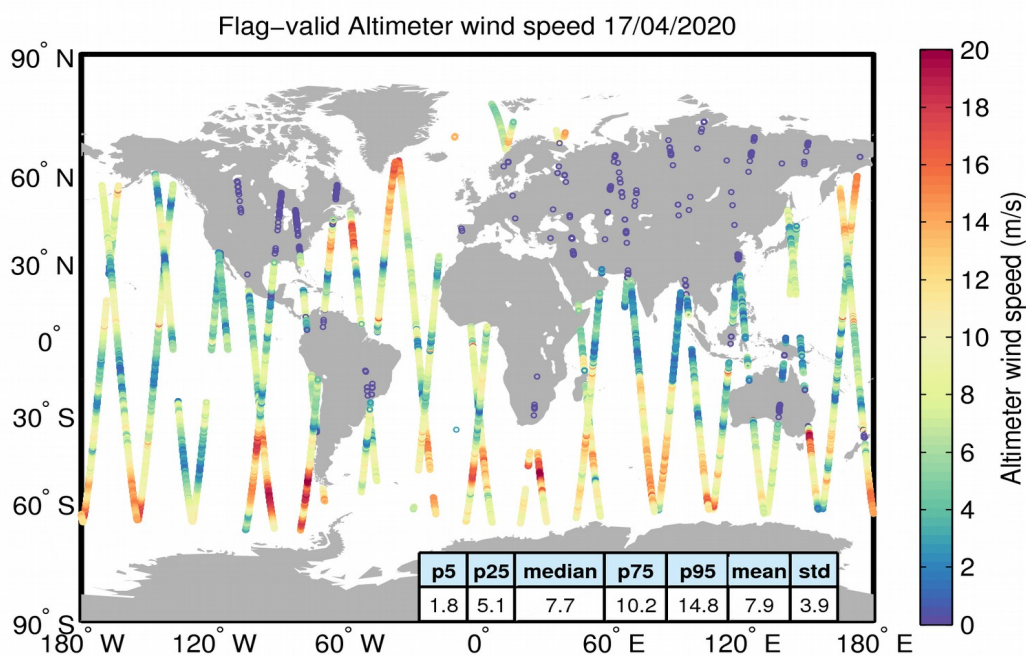 Flag−valid Altimeter wind speed 17/04/2020
90° N
60° N
30° N
0°
30° S
60° S
90° S
180° W
120° W
60° W
0°
60° E
120° E
180° E
p5 p25 median p75 p95 mean std
1.8 5.1 7.7 10.2 14.8 7.9 3.9
20
18
16
14
12
10
8
6
4
2
0
Altimeter wind speed (m/s)